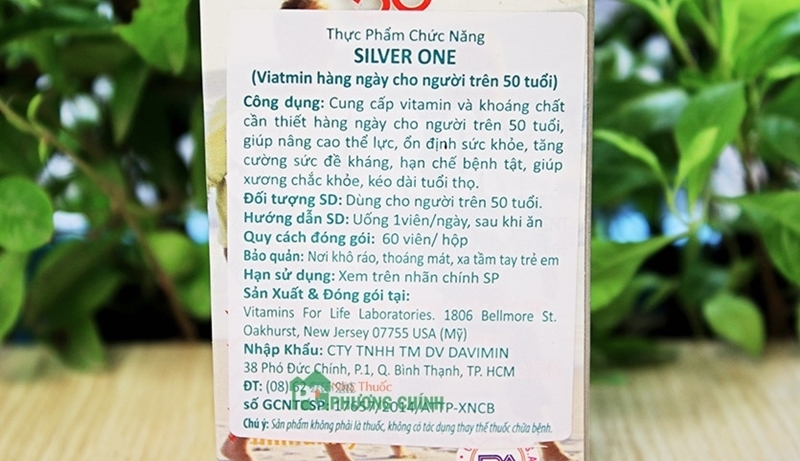 Thực Phẩm Chức Năng
SILVER ONE
(Viatmin hàng ngày cho người trên 50 tuổi)
Công dụng: Cung cấp vitamin và khoáng chất
cần thiết hàng ngày cho người trên 50 tuổi,
giúp nâng cao thể lực, ổn định sức khỏe, tăng
cường sức đề kháng, hạn chế bệnh tật, giúp
xương chắc khỏe, kéo dài tuổi thọ.
Đối tượng SD: Dùng cho người trên 50 tuổi.
Hướng dẫn SD: Uống 1viên/ngày, sau khi ăn
Quy cách đóng gói: 60 viên/ hộp
Bảo quản: Nơi khô ráo, thoáng mát, xa tầm tay trẻ em
Hạn sử dụng: Xem trên nhãn chính SP
Sản Xuất & Đóng gói tại:
Vitamins For Life Laboratories. 1806 Bellmore St.
Oakhurst, New Jersey 07755 USA (Mỹ)
Nhập Khẩu: CTY TNHH TM DV DAVIMIN
38 Phó Đức Chính, P.1, Q. Bình Thạnh, TP. HCM
ĐT: (08) 62
Nhà Thuốc
PHƯƠNG CHÍNH
số GCNTCSP: 17657/2014/ATTP-XNCB
Chú ý: Sản phẩm không phải là thuốc, không có tác dụng thay thế thuốc chữa bệnh.